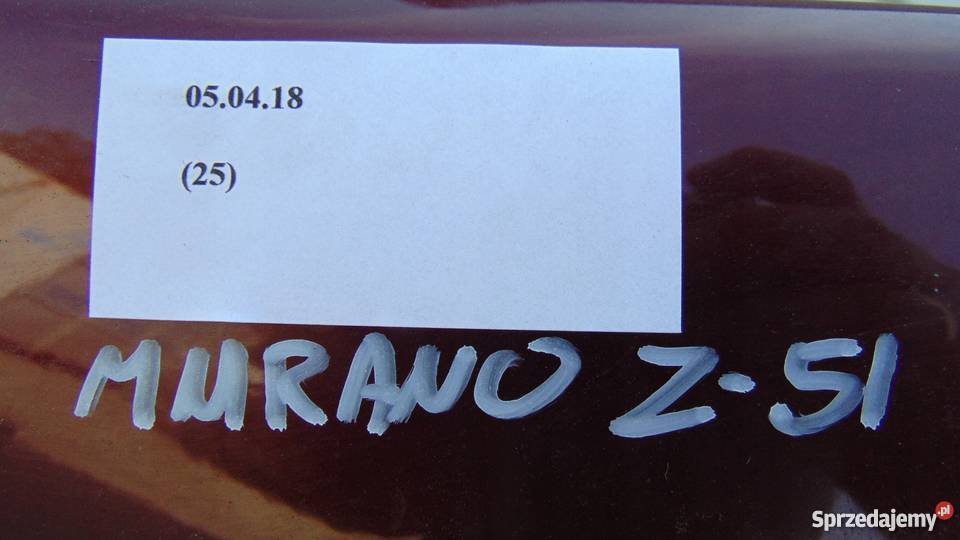 05.04.18
(25)
MURANO Z-51
Sprzedajemy.pl